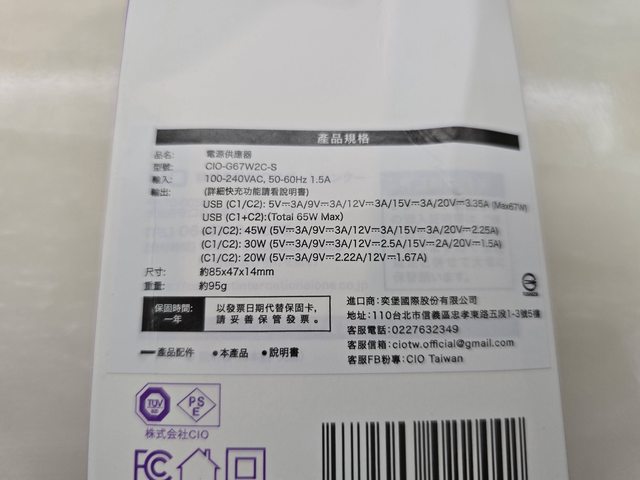 產品規格
品名: 電源供應器
型號: CIO-G67W2C-S
輸入: 100-240VAC, 50-60Hz 1.5A
輸出: (詳細快充功能請看說明書)
USB (C1/C2): 5V⎓3A/9V⎓3A/12V⎓3A/15V⎓3A/20V⎓3.35A (Max67W)
USB (C1+C2):(Total 65W Max)
(C1/C2): 45W (5V⎓3A/9V⎓3A/12V⎓3A/15V⎓3A/20V⎓2.25A)
(C1/C2): 30W (5V⎓3A/9V⎓3A/12V⎓2.5A/15V⎓2A/20V⎓1.5A)
(C1/C2): 20W (5V⎓3A/9V⎓2.22A/12V⎓1.67A)
尺寸: 約85x47x14mm
重量: 約95g
保固時間: 一年
以發票日期代替保固卡,
請妥善保管發票。
產品配件 •本產品 •說明書
進口商:奕堡國際股份有限公司
地址:110台北市信義區忠孝東路五段1-3號5樓
客服電話:0227632349
客服信箱:ciotw.official@gmail.com
客服FB粉專:CIO Taiwan
TÜV
PS
E
株式会社CIO
FC